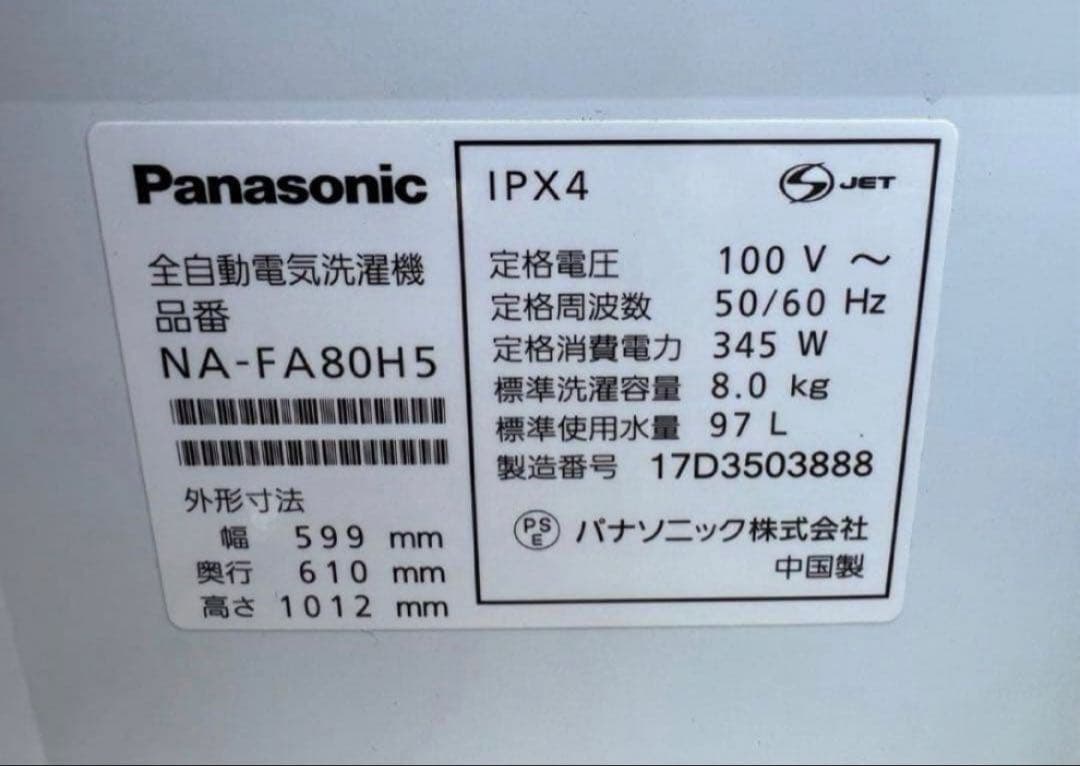 Panasonic
全自動電気洗濯機
品番
NA-FA80H5
外形寸法
幅 599 mm
奥行 610 mm
高さ 1012 mm
IPX4
S JET
定格電圧 100 V ～
定格周波数 50/60 Hz
定格消費電力 345 W
標準洗濯容量 8.0 kg
標準使用水量 97 L
製造番号 17D3503888
PSE パナソニック株式会社
中国製